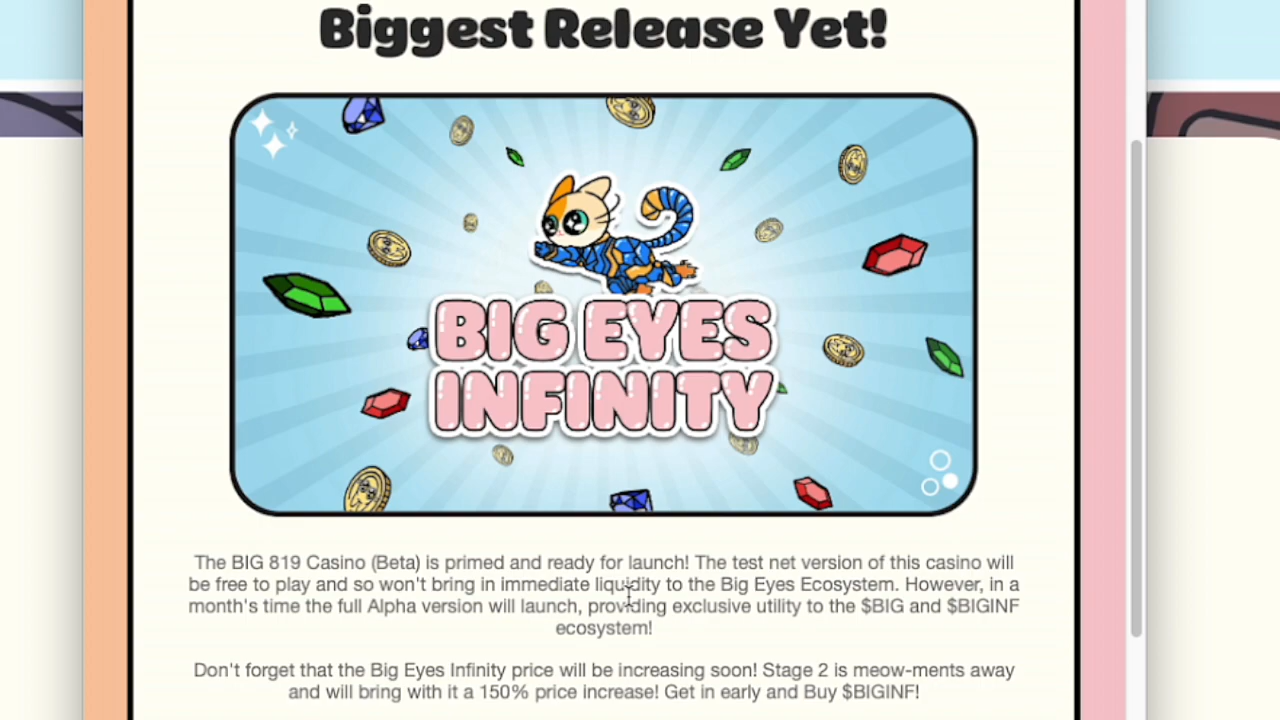 Biggest Release Yet!
BIG EYES
INFINITY
The BIG 819 Casino (Beta) is primed and ready for launch! The test net version of this casino will
be free to play and so won't bring in immediate liquidity to the Big Eyes Ecosystem. However, in a
month's time the full Alpha version will launch, providing exclusive utility to the $BIG and $BIGINF
ecosystem!
Don't forget that the Big Eyes Infinity price will be increasing soon! Stage 2 is meow-ments away
and will bring with it a 150% price increase! Get in early and Buy $BIGINF!